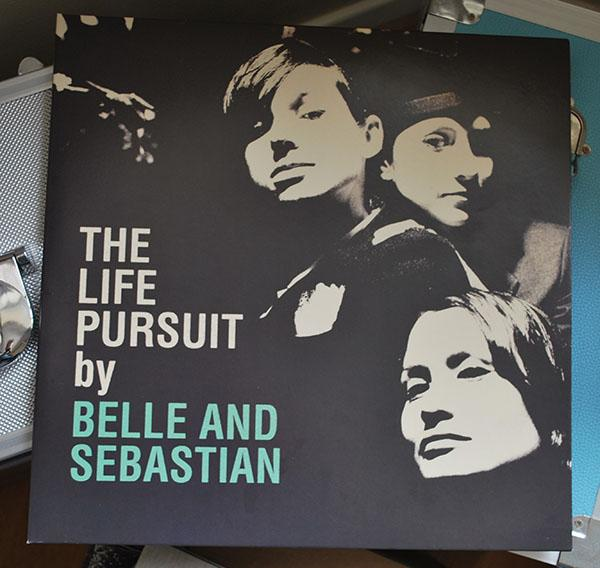 THE
LIFE
PURSUIT
by
BELLE AND
SEBASTIAN